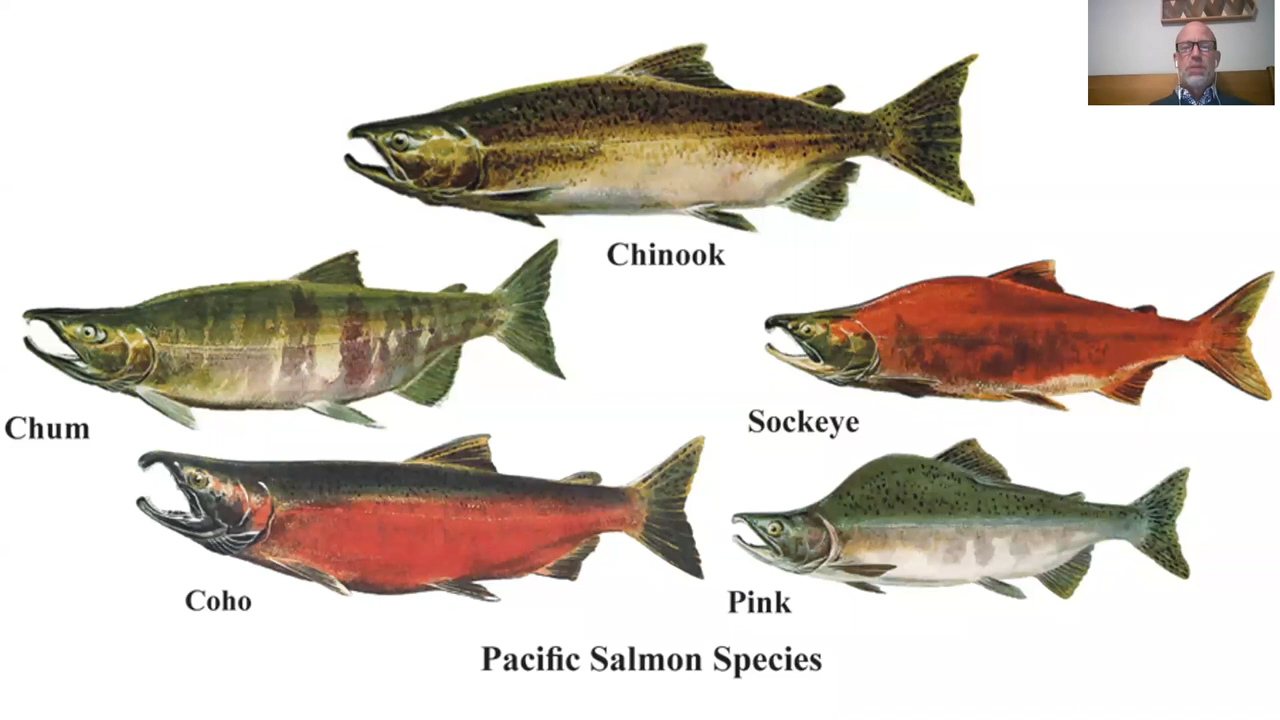 Chinook
Chum
Sockeye
Coho
Pink
Pacific Salmon Species